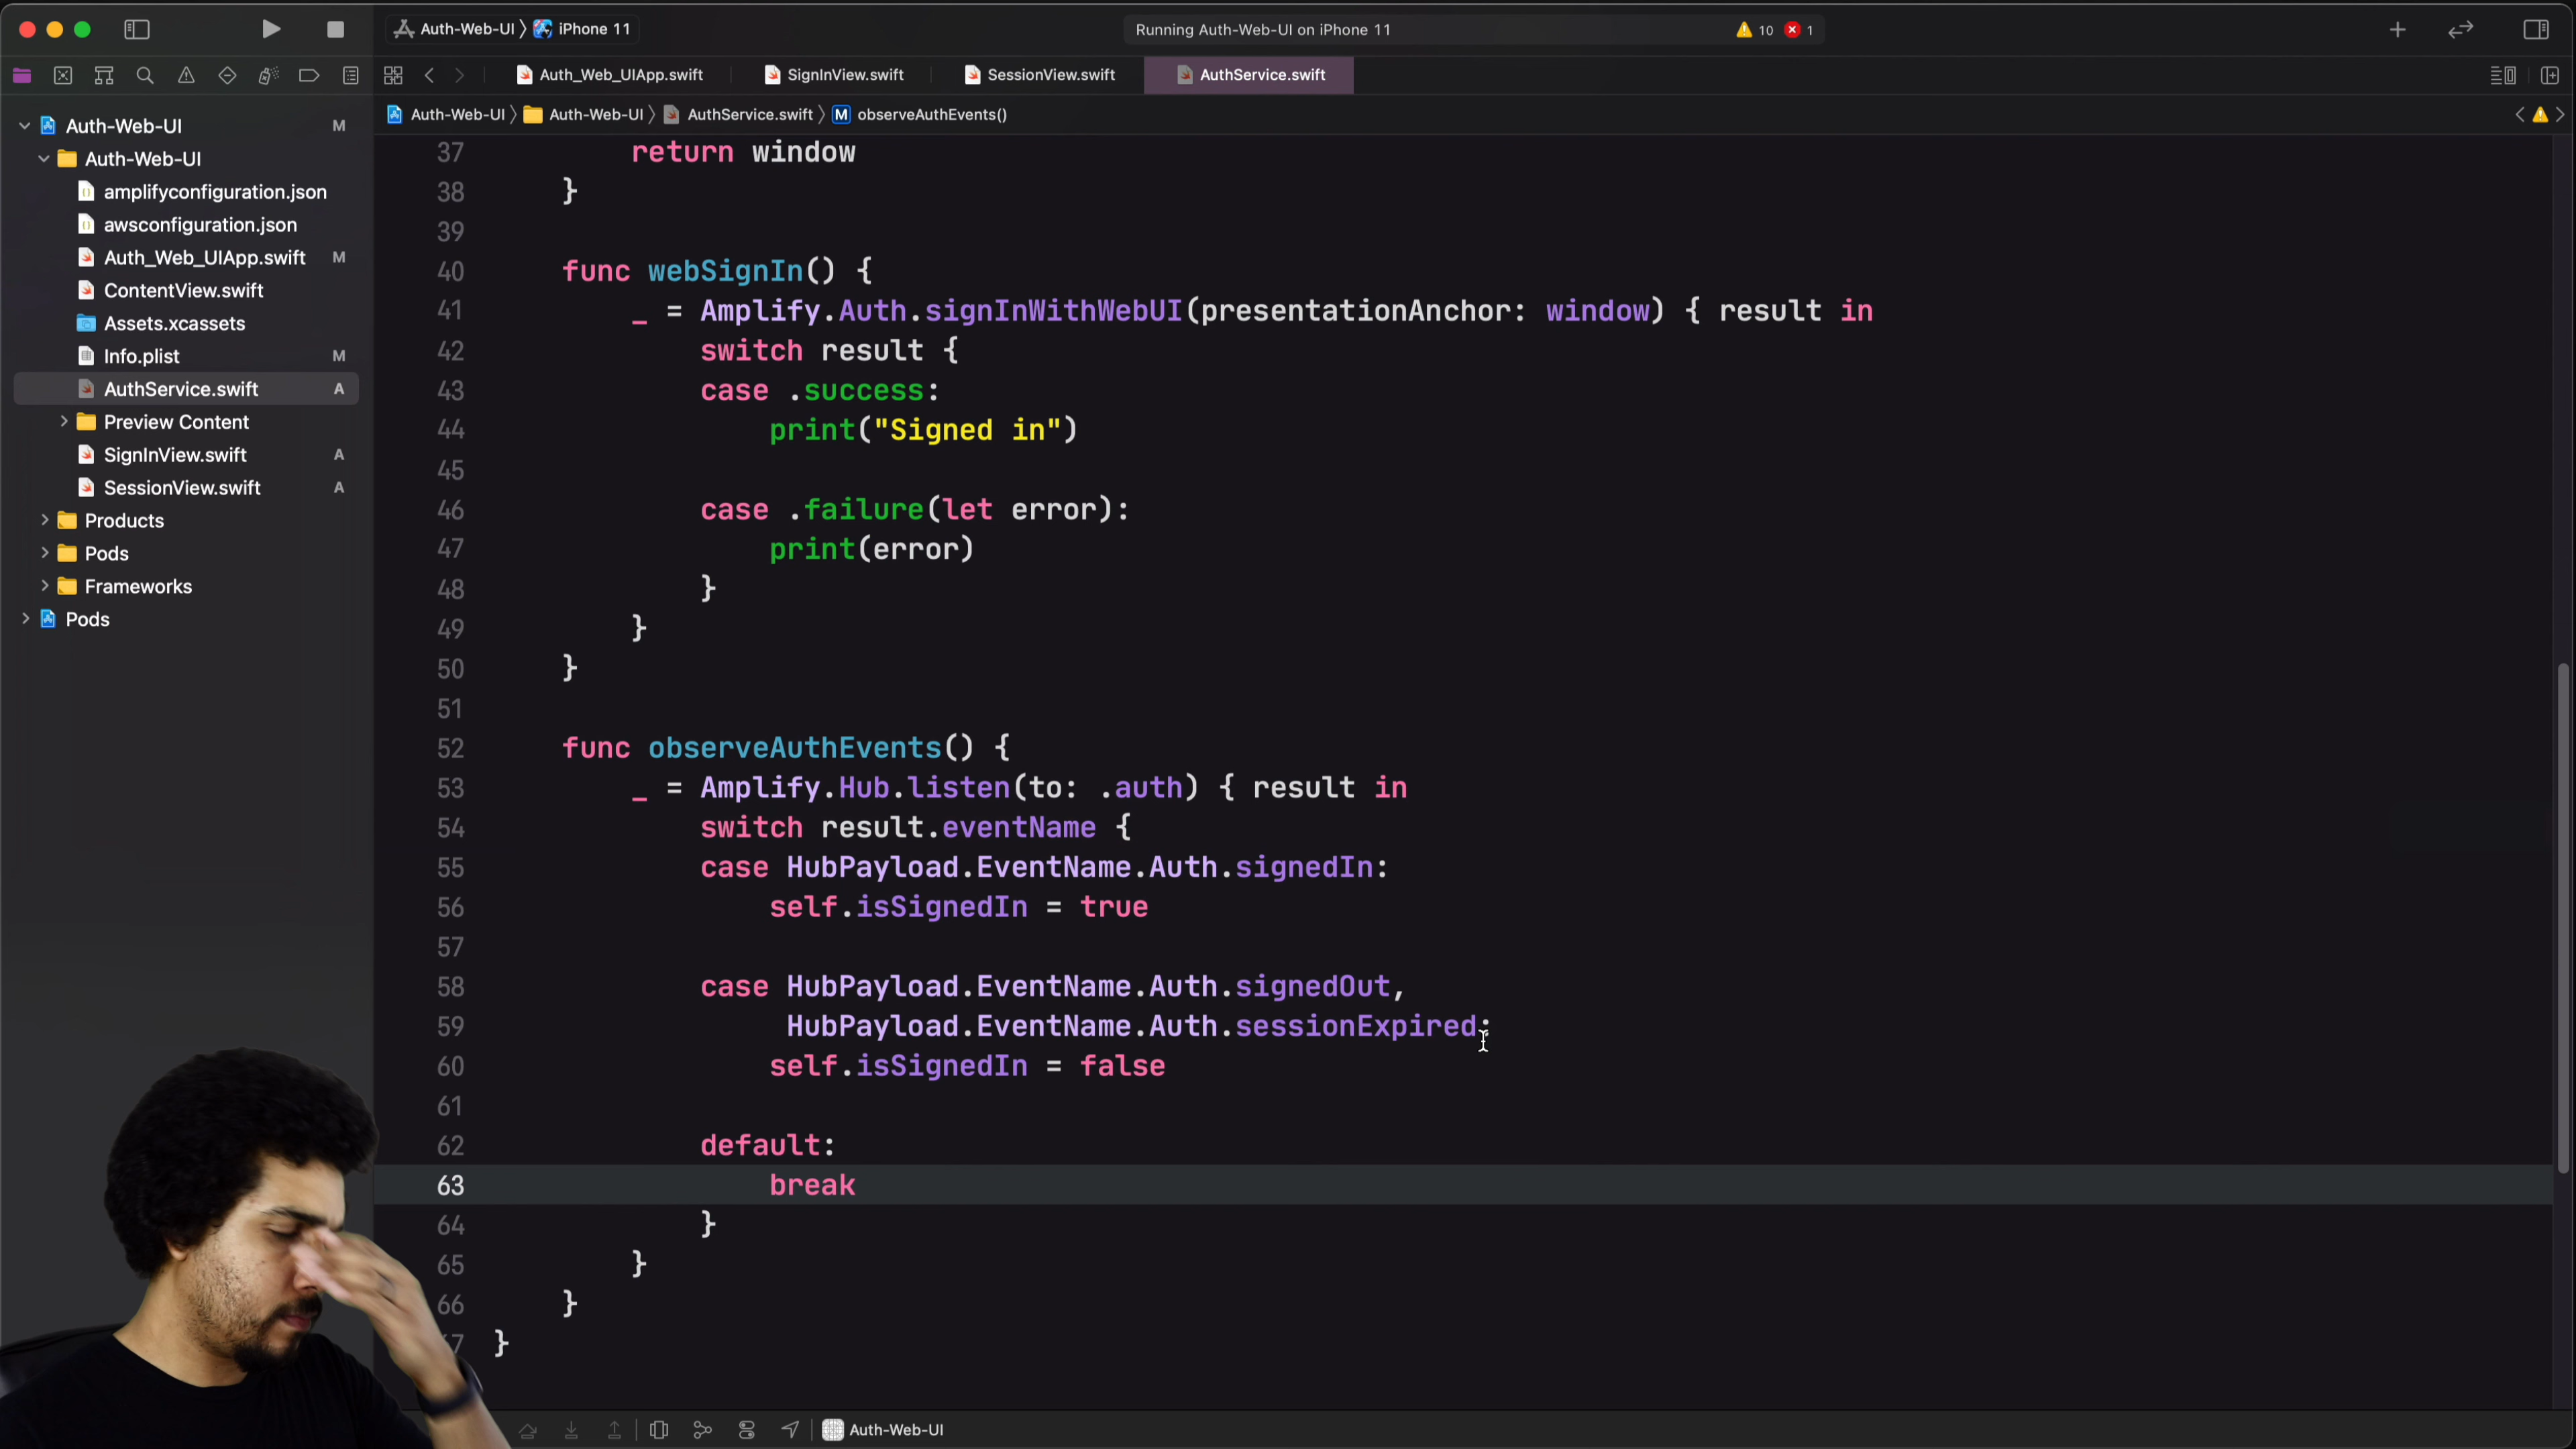 Auth-Web-UI 〉 iPhone 11
Running Auth-Web-UI on iPhone 11
10
1
Auth_Web_UIApp.swift
SignInView.swift
SessionView.swift
AuthService.swift
Auth-Web-UI 〉 Auth-Web-UI 〉 AuthService.swift 〉 M observeAuthEvents()
Auth-Web-UI M
Auth-Web-UI
amplifyconfiguration.json
awsconfiguration.json
Auth_Web_UIApp.swift M
ContentView.swift
Assets.xcassets
Info.plist M
AuthService.swift A
Preview Content
SignInView.swift A
SessionView.swift A
Products
Pods
Frameworks
Pods
37 return window
38 }
39
40 func webSignIn() {
41 _ = Amplify.Auth.signInWithWebUI(presentationAnchor: window) { result in
42 switch result {
43 case .success:
44 print("Signed in")
45
46 case .failure(let error):
47 print(error)
48 }
49 }
50 }
51
52 func observeAuthEvents() {
53 _ = Amplify.Hub.listen(to: .auth) { result in
54 switch result.eventName {
55 case HubPayload.EventName.Auth.signedIn:
56 self.isSignedIn = true
57
58 case HubPayload.EventName.Auth.signedOut,
59 HubPayload.EventName.Auth.sessionExpired:
60 self.isSignedIn = false
61
62 default:
63 break
64 }
65 }
66 }
}
Auth-Web-UI